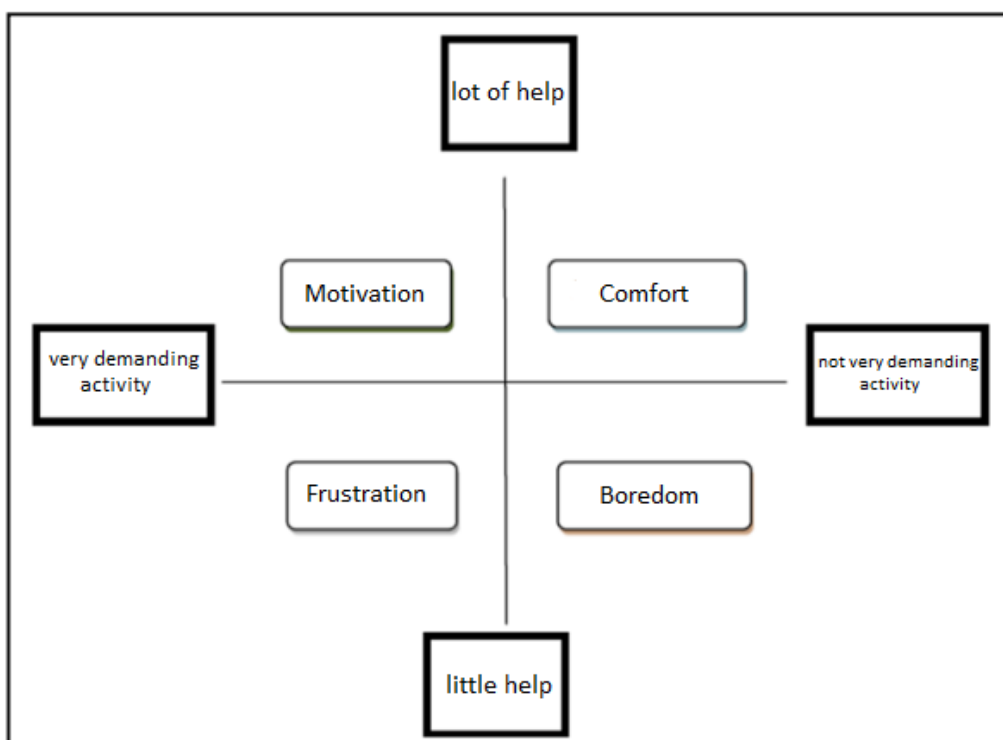 lot of help
Motivation
Comfort
very demanding
activity
not very demanding
activity
Frustration
Boredom
little help